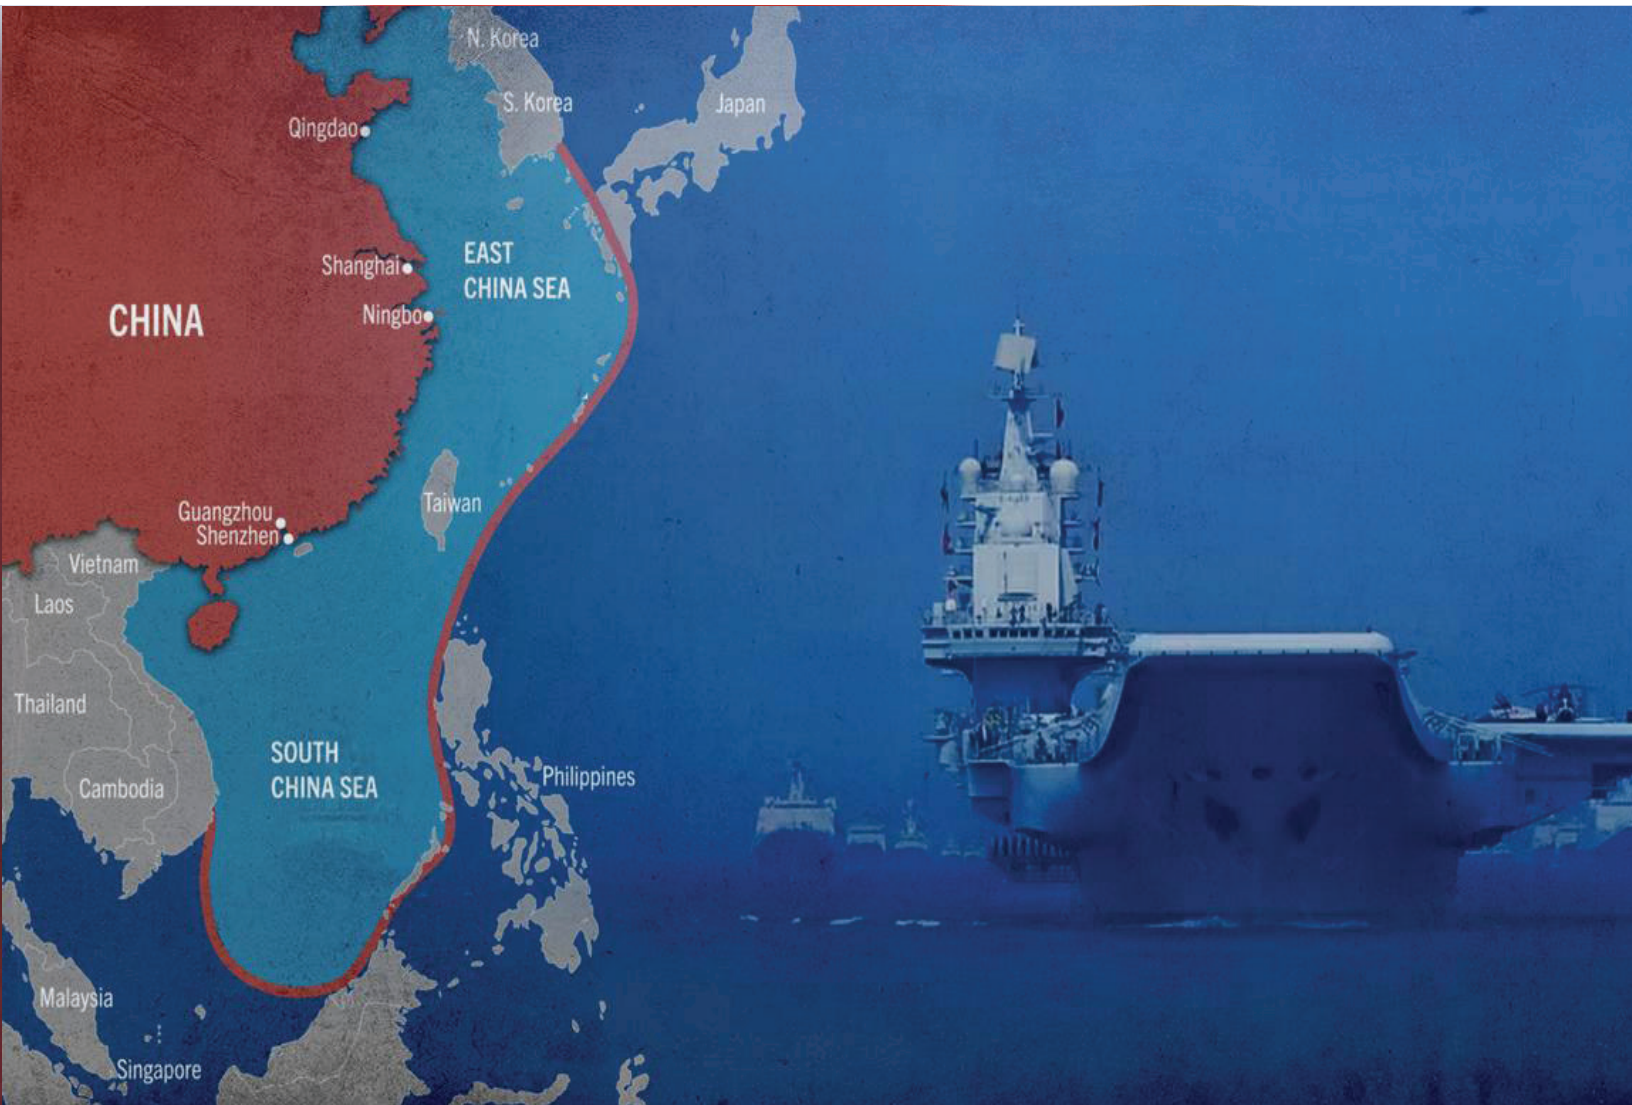 N. Korea
S. Korea
Japan
Qingdao
EAST
CHINA SEA
Shanghai
CHINA
Ningbo
Taiwan
Guangzhou
Shenzhen
Vietnam
Laos
Thailand
SOUTH
CHINA SEA
Cambodia
Philippines
Malaysia
Singapore